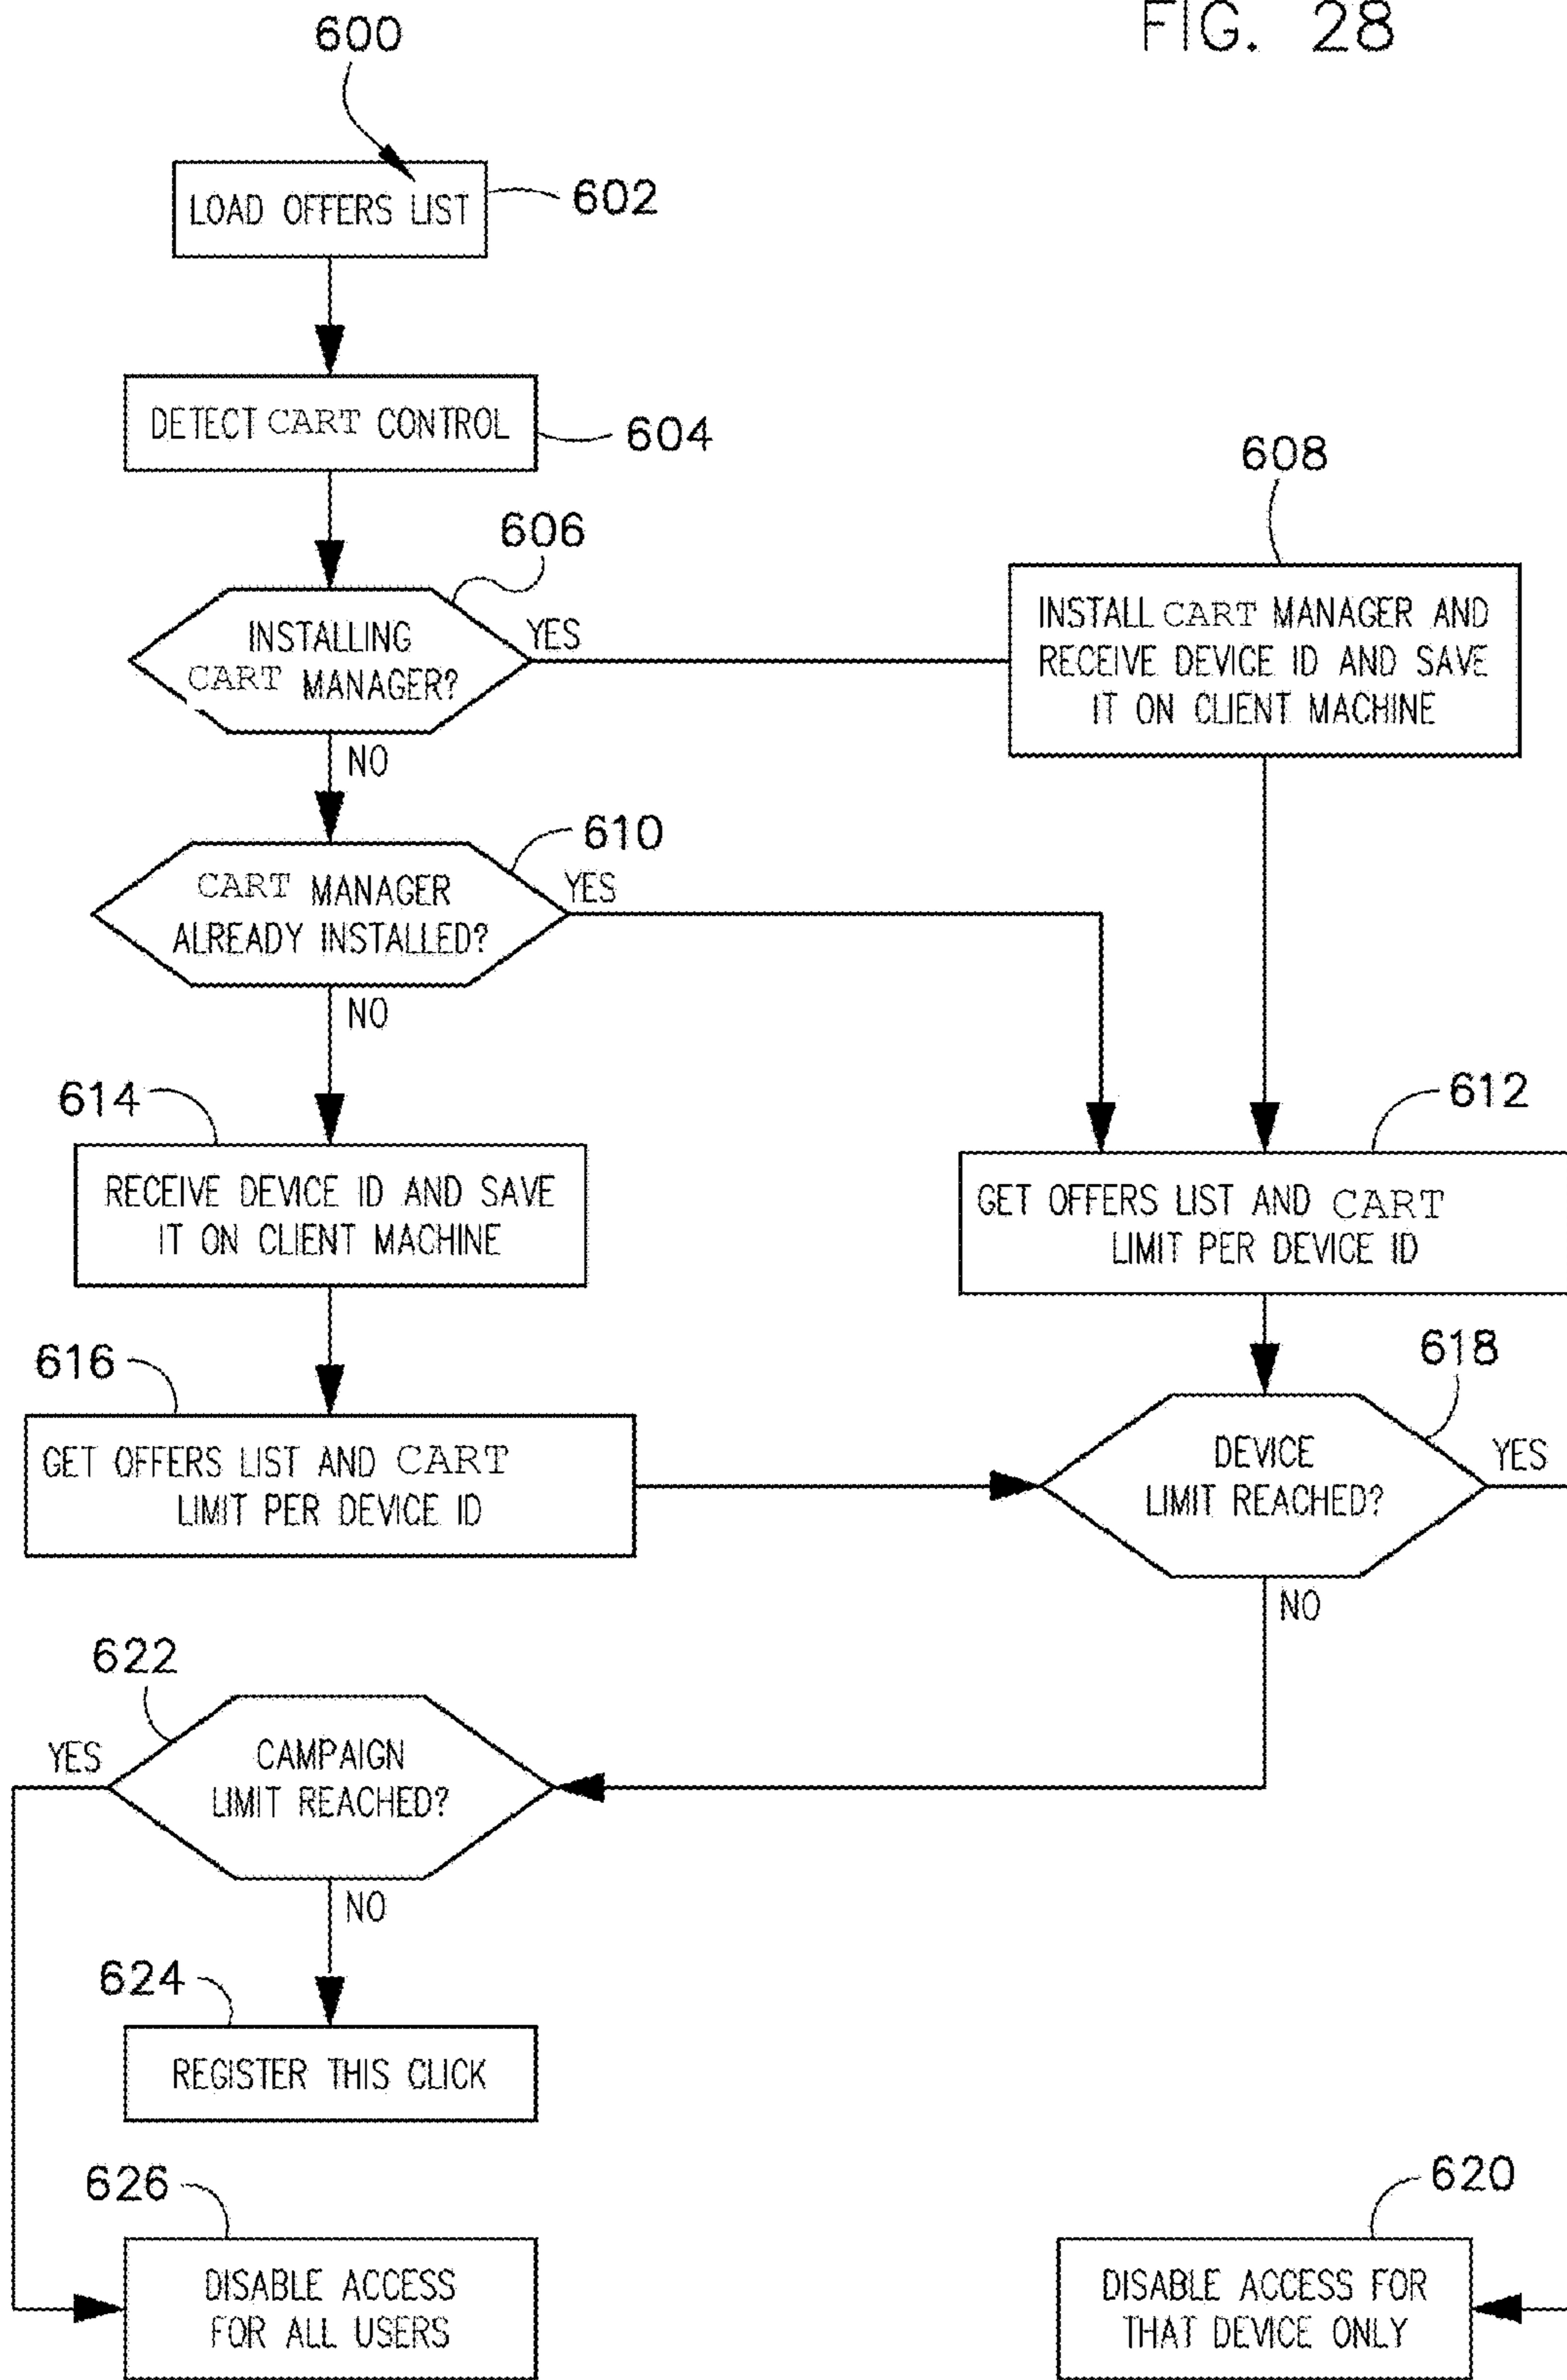 FIG. 28
600
LOAD OFFERS LIST
602
DETECT CART CONTROL
604
606
608
INSTALLING
CART MANAGER?
YES
NO
INSTALL CART MANAGER AND
RECEIVE DEVICE ID AND SAVE
IT ON CLIENT MACHINE
610
CART MANAGER
ALREADY INSTALLED?
YES
NO
614
RECEIVE DEVICE ID AND SAVE
IT ON CLIENT MACHINE
612
GET OFFERS LIST AND CART
LIMIT PER DEVICE ID
616
GET OFFERS LIST AND CART
LIMIT PER DEVICE ID
618
DEVICE
LIMIT REACHED?
YES
NO
622
YES
CAMPAIGN
LIMIT REACHED?
NO
624
REGISTER THIS CLICK
626
DISABLE ACCESS
FOR ALL USERS
620
DISABLE ACCESS FOR
THAT DEVICE ONLY